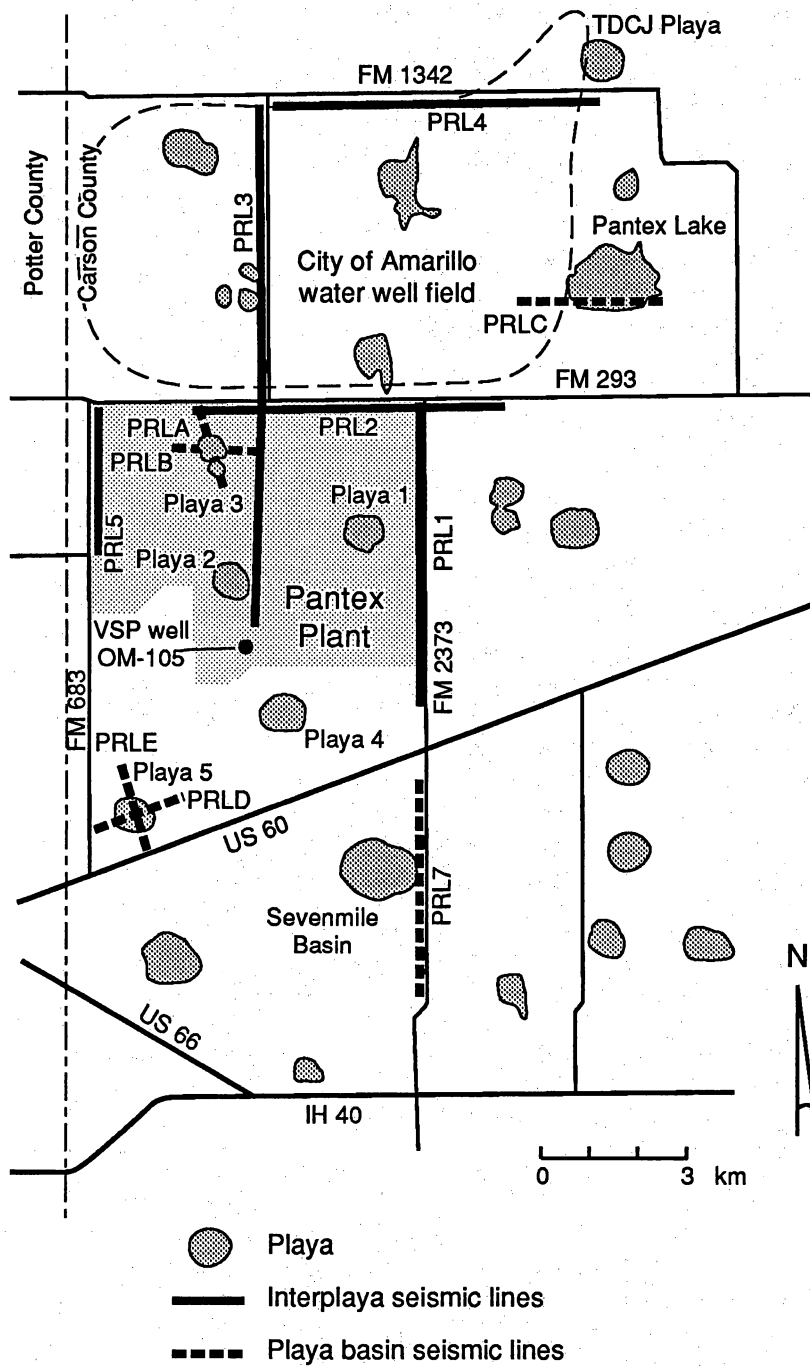 TDCJ Playa
FM 1342
PRL4
Potter County
Carson County
PRL3
Pantex Lake
City of Amarillo
water well field
PRLC
FM 293
PRLA
PRL2
PRLB
Playa 3
Playa 1
PRL5
PRL1
Playa 2
Pantex
Plant
VSP well
OM-105
FM 2373
FM 683
Playa 4
PRLE
Playa 5
PRLD
US 60
PRL7
Sevenmile
Basin
N
US 66
IH 40
0 3 km
Playa
Interplaya seismic lines
Playa basin seismic lines